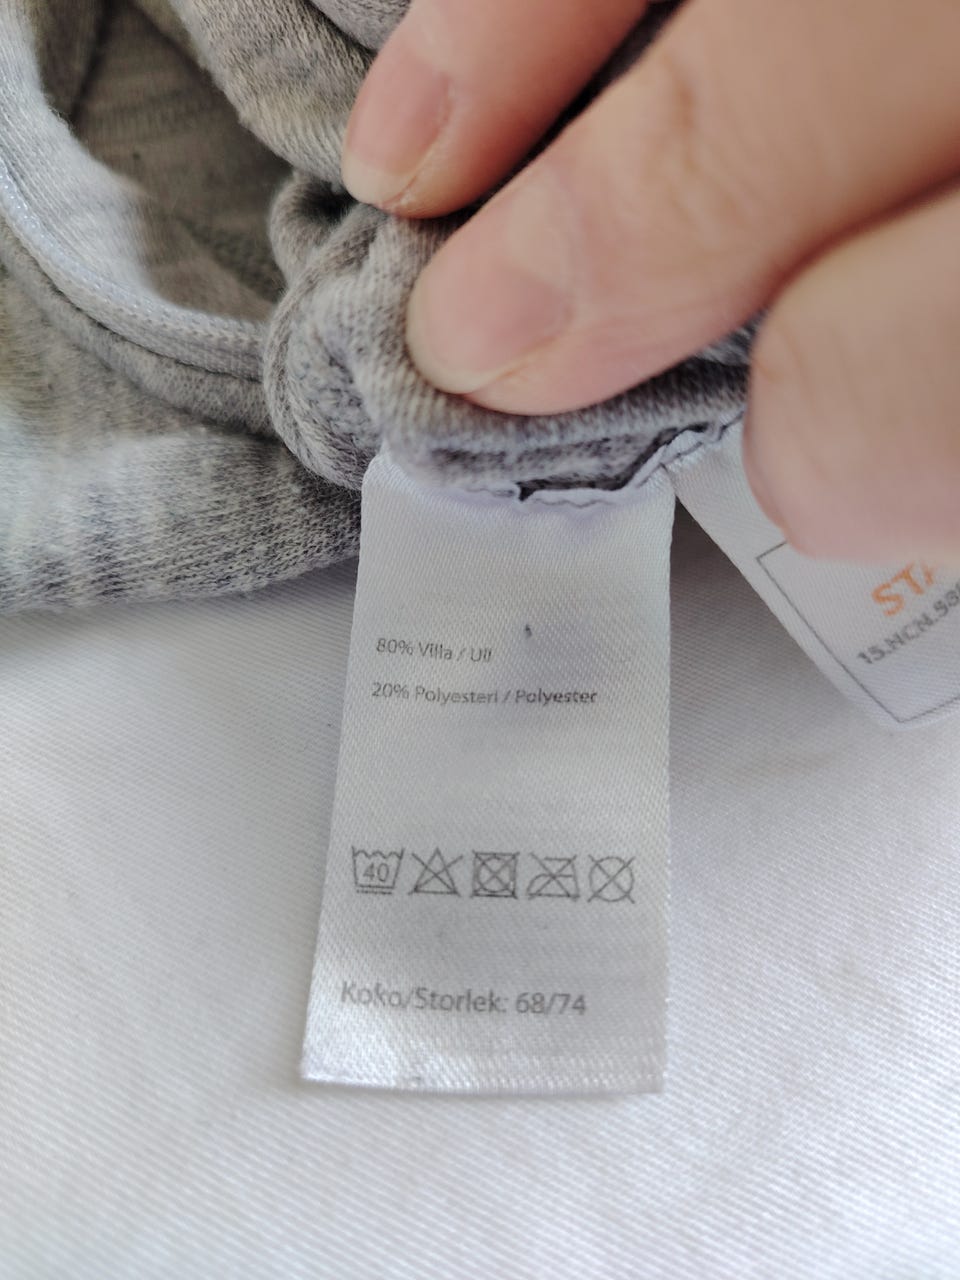 80% Villa / Ull
20% Polyesteri / Polyester
40
Koko/Storlek: 68/74